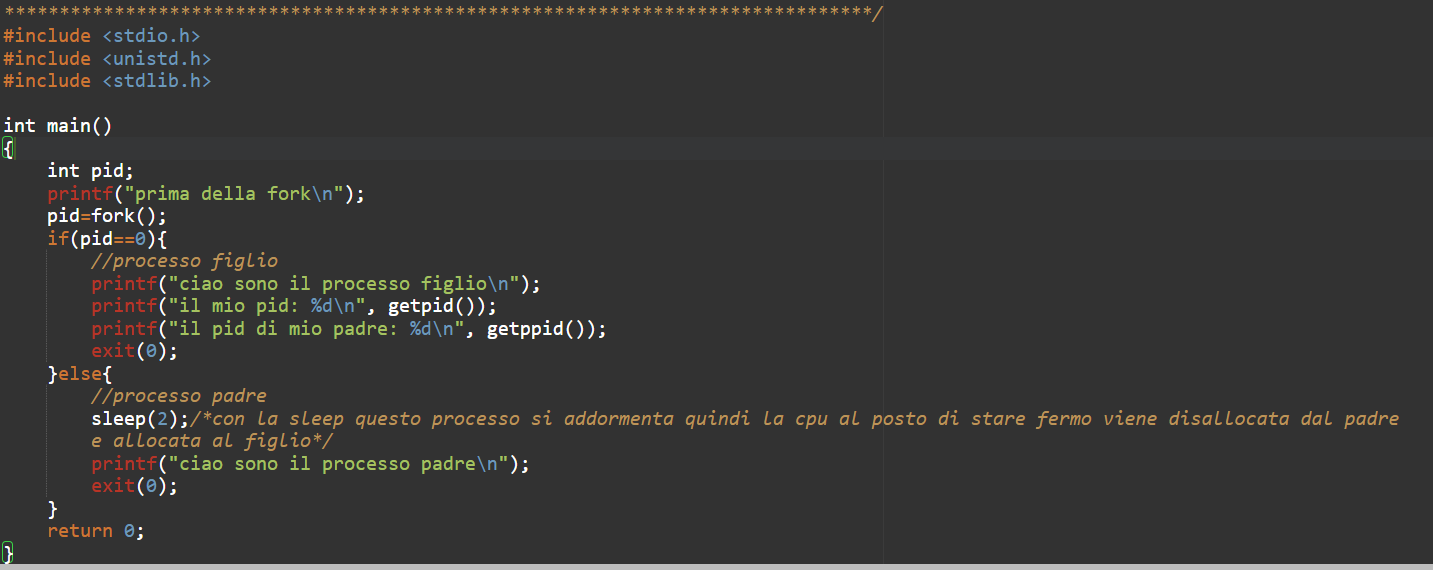 *******************************************************************************/
#include <stdio.h>
#include <unistd.h>
#include <stdlib.h>

int main()
{
    int pid;
    printf("prima della fork\n");
    pid=fork();
    if(pid==0){
        //processo figlio
        printf("ciao sono il processo figlio\n");
        printf("il mio pid: %d\n", getpid());
        printf("il pid di mio padre: %d\n", getppid());
        exit(0);
    }else{
        //processo padre
        sleep(2);/*con la sleep questo processo si addormenta quindi la cpu al posto di stare fermo viene disallocata dal padre
        e allocata al figlio*/
        printf("ciao sono il processo padre\n");
        exit(0);
    }
    return 0;
}